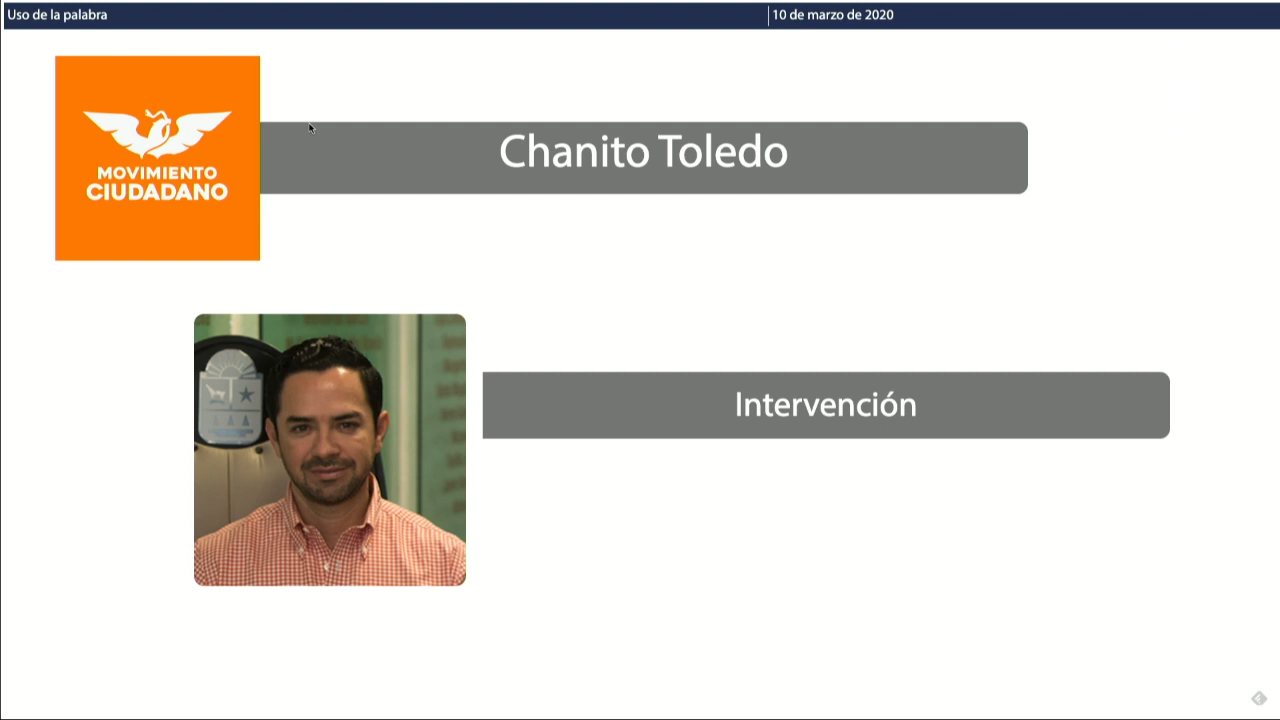 Uso de la palabra
10 de marzo de 2020
MOVIMIENTO
CIUDADANO
Chanito Toledo
Intervención